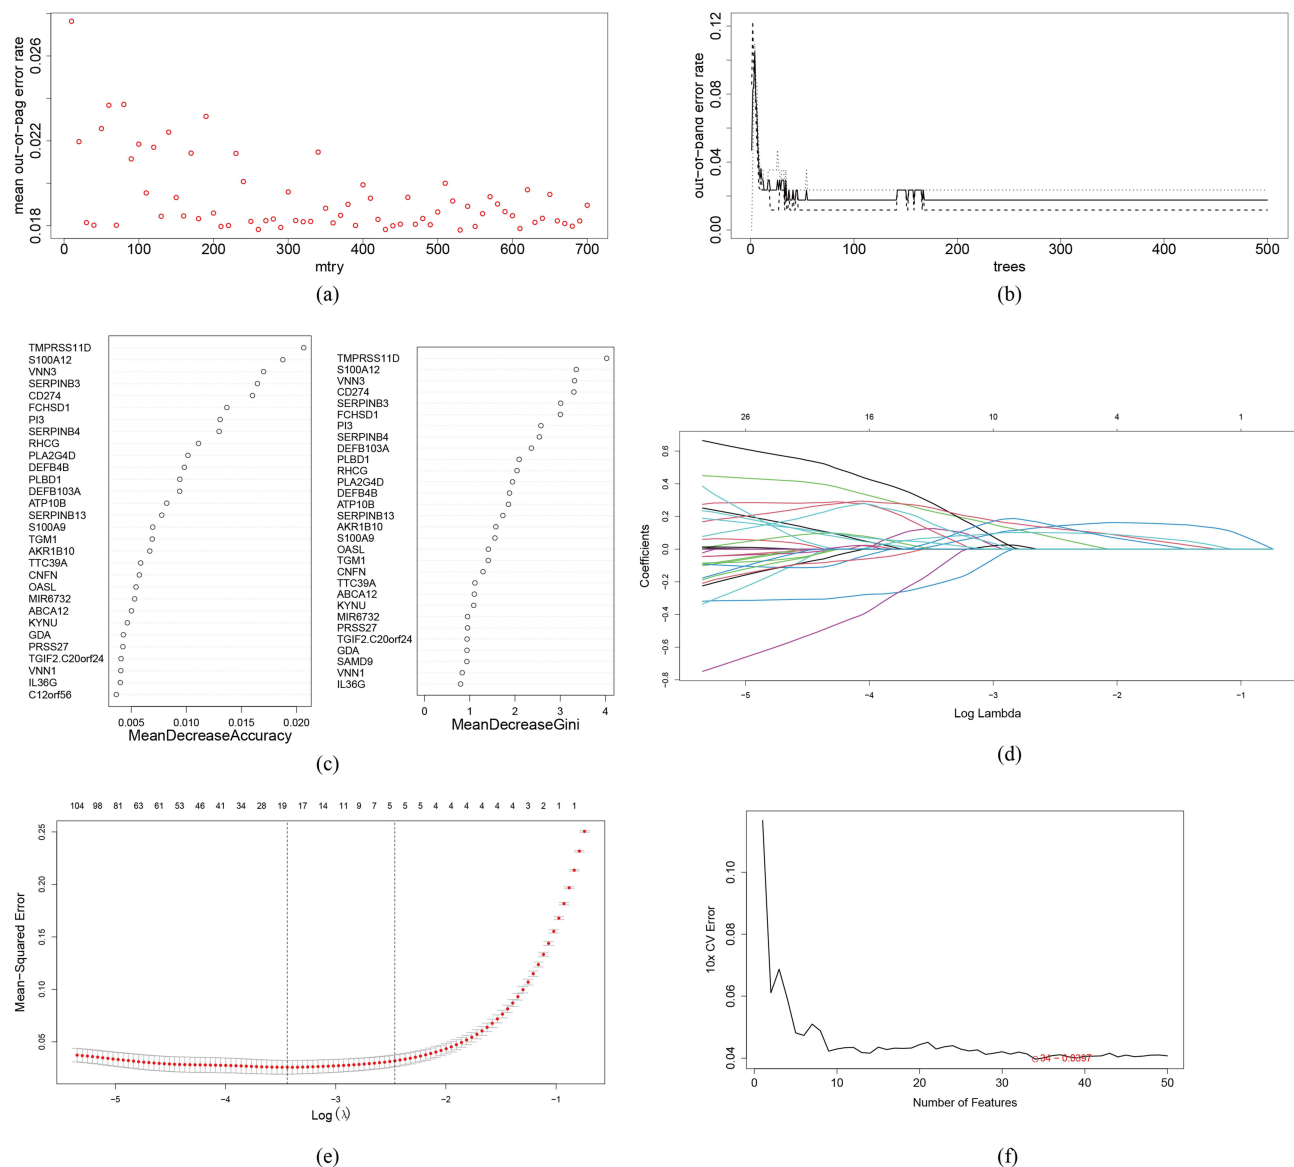 mean out-or-bag error rate
0.018
0.022
0.026
0
100
200
300
400
500
600
700
mtry
(a)
out-or-band error rate
0.00
0.04
0.08
0.12
0
100
200
300
400
500
trees
(b)
TMPRSS11D
S100A12
VNN3
SERPINB3
CD274
FCHSD1
PI3
SERPINB4
RHCG
PLA2G4D
DEFB4B
PLBD1
DEFB103A
ATP10B
SERPINB13
S100A9
TGM1
AKR1B10
TTC39A
CNFN
OASL
MIR6732
ABCA12
KYNU
GDA
PRSS27
TGIF2.C20orf24
VNN1
IL36G
C12orf56
0.005
0.010
0.015
0.020
MeanDecreaseAccuracy
TMPRSS11D
S100A12
VNN3
CD274
SERPINB3
FCHSD1
PI3
SERPINB4
DEFB103A
PLBD1
RHCG
PLA2G4D
DEFB4B
ATP10B
SERPINB13
AKR1B10
S100A9
OASL
TGM1
CNFN
TTC39A
ABCA12
KYNU
MIR6732
PRSS27
TGIF2.C20orf24
GDA
SAMD9
VNN1
IL36G
0
1
2
3
4
MeanDecreaseGini
(c)
26
16
10
4
1
Coefficients
0.6
0.4
0.2
0.0
−0.2
−0.4
−0.6
−0.8
−5
−4
−3
−2
−1
Log Lambda
(d)
104 98 81 63 61 53 46 41 34 28 19 17 14 11 9 7 5 5 5 4 4 4 4 4 4 3 2 1 1
Mean−Squared Error
0.25
0.20
0.15
0.10
0.05
−5
−4
−3
−2
−1
Log (λ)
(e)
10x CV Error
0.10
0.08
0.06
0.04
34 − 0.0397
0
10
20
30
40
50
Number of Features
(f)